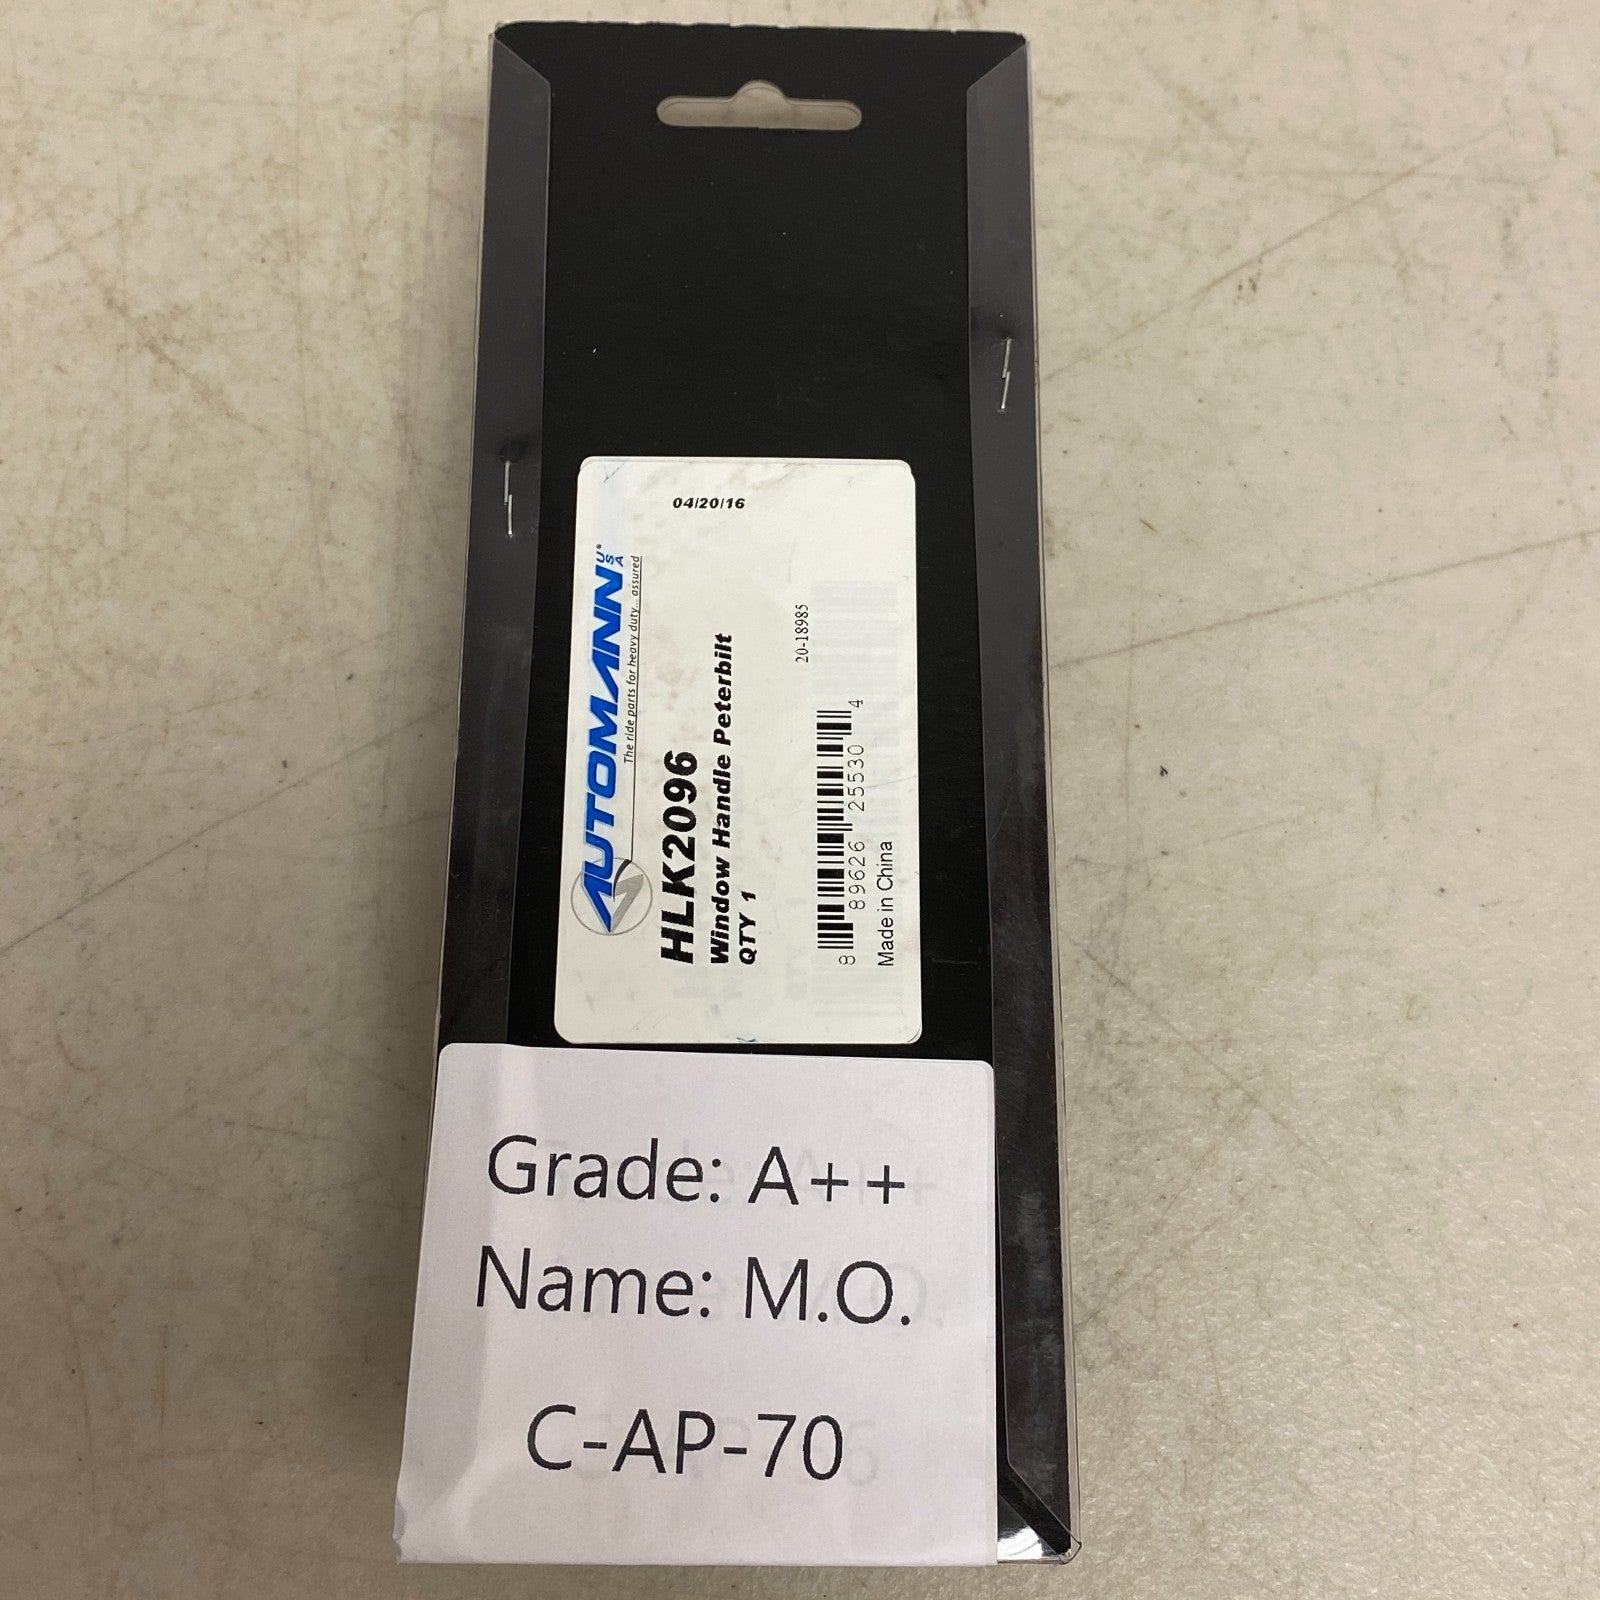 04/20/16
AUTOMANN USA®
The ride parts for heavy duty... assured
HLK2096
Window Handle Peterbilt
QTY 1
20-18985
8 89626 25530 4
Made in China
Grade: A++
Name: M.O.
C-AP-70